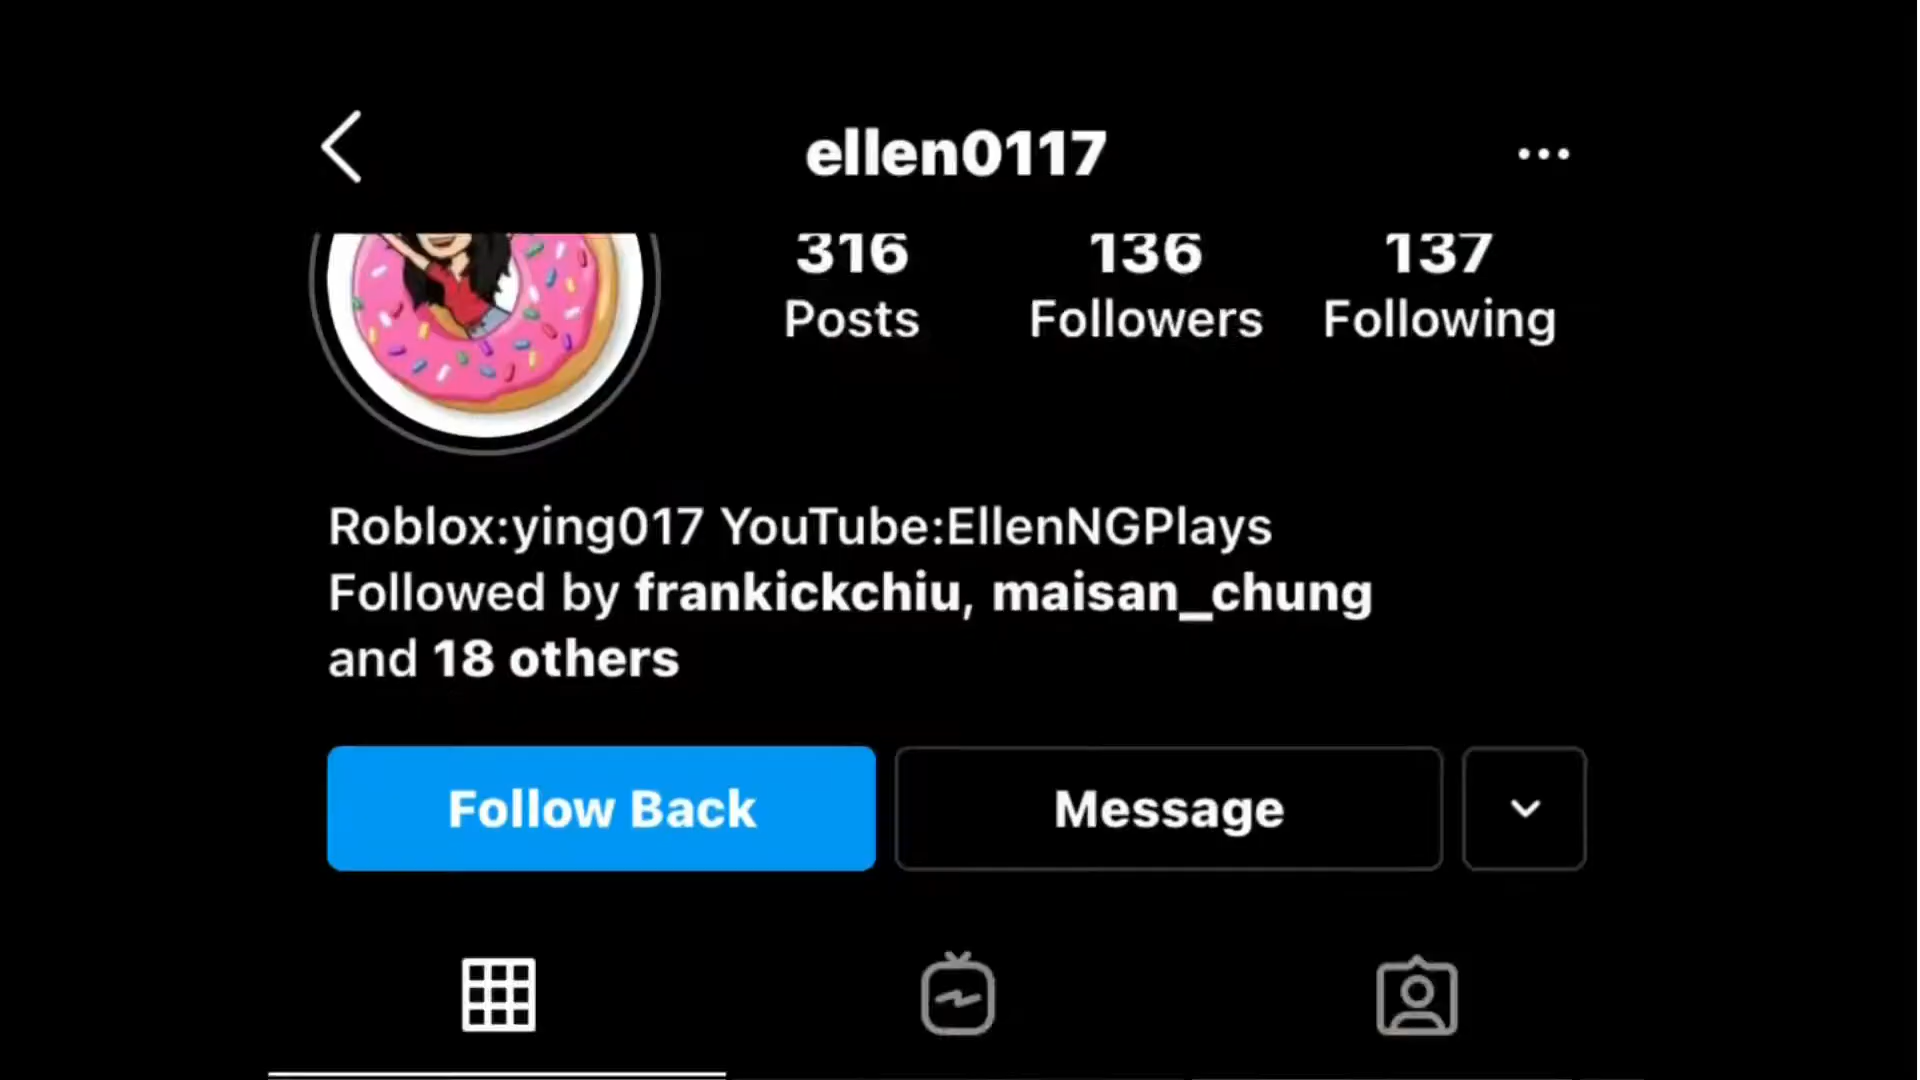 ellen0117
316 136 137
Posts Followers Following
Roblox:ying017 YouTube:EllenNGPlays
Followed by frankickchiu, maisan_chung
and 18 others
Follow Back Message